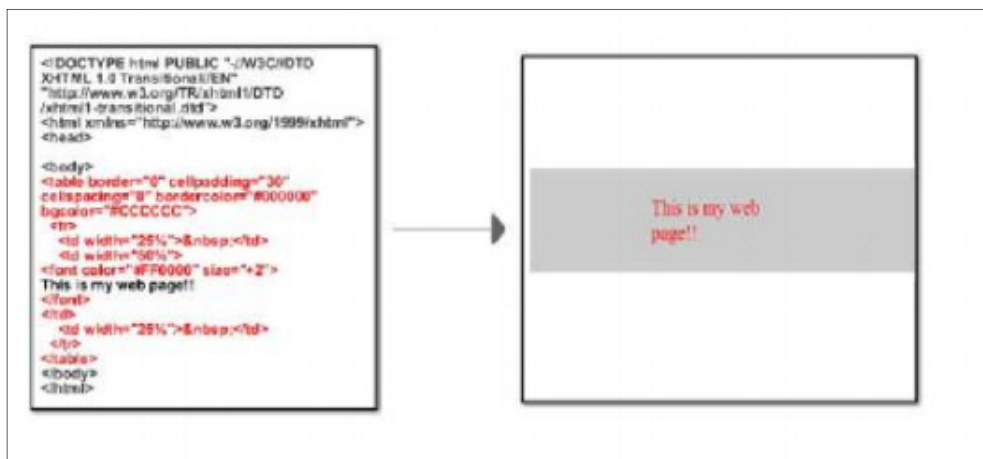 <!DOCTYPE html PUBLIC "-//W3C//DTD
XHTML 1.0 Transitional//EN"
"http://www.w3.org/TR/xhtml1/DTD
/xhtml1-transitional.dtd">
<html xmlns="http://www.w3.org/1999/xhtml">
<head>
<body>
<table border="0" cellpadding="30"
cellspacing="0" bordercolor="#000000"
bgcolor="#CCCCCC">
<tr>
<td width="25%">&nbsp;</td>
<td width="50%">
<font color="#FF0000" size="+2">
This is my web page!!
</font>
</td>
<td width="25%">&nbsp;</td>
</tr>
</table>
</body>
</html>
This is my web
page!!